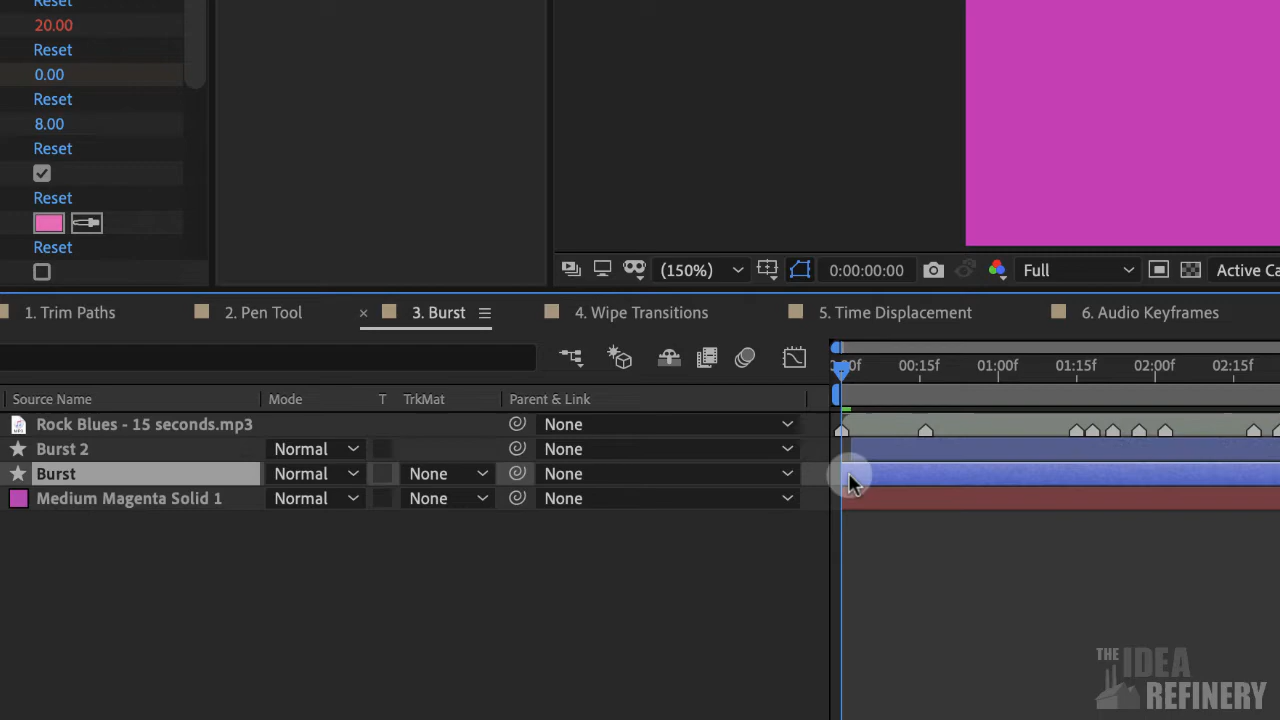 20.00
Reset
0.00
Reset
8.00
Reset
Reset
Reset
(150%) 0:00:00:00 Full Active Ca
1. Trim Paths 2. Pen Tool × 3. Burst 4. Wipe Transitions 5. Time Displacement 6. Audio Keyframes
:00f 00:15f 01:00f 01:15f 02:00f 02:15f
Source Name Mode T TrkMat Parent & Link
Rock Blues - 15 seconds.mp3 None
Burst 2 Normal None
Burst Normal None None
Medium Magenta Solid 1 Normal None None
THE IDEA
REFINERY